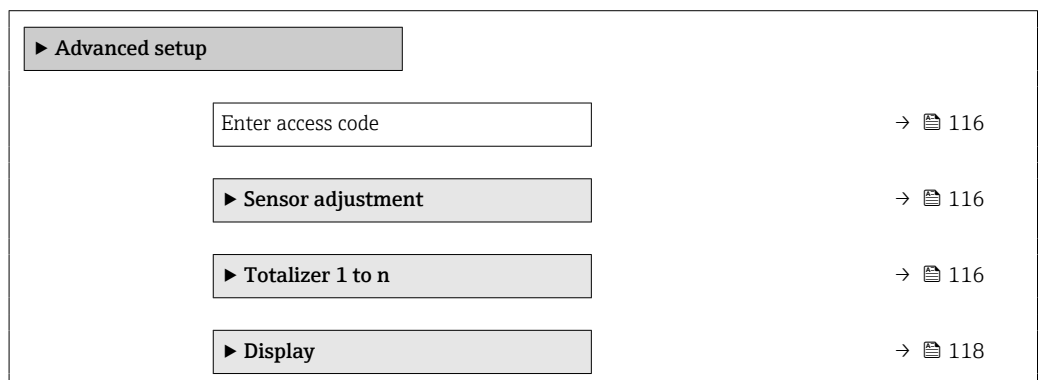 ▶ Advanced setup
Enter access code → 116
▶ Sensor adjustment → 116
▶ Totalizer 1 to n → 116
▶ Display → 118